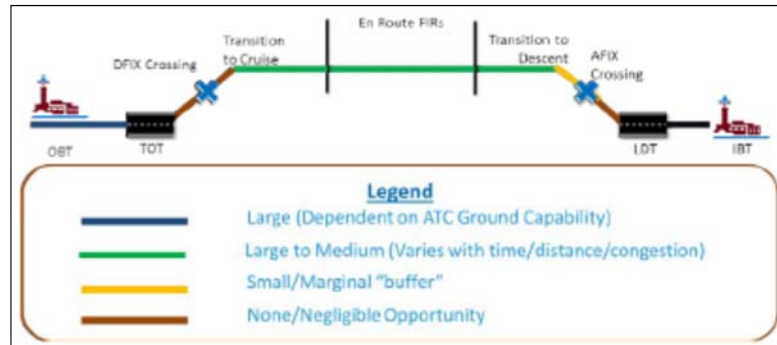 En Route FIRs
DFIX Crossing
Transition
to Cruise
Transition to
Descent
AFIX
Crossing
OBT
TOT
LDT
IBT
Legend
Large (Dependent on ATC Ground Capability)
Large to Medium (Varies with time/distance/congestion)
Small/Marginal "buffer"
None/Negligible Opportunity